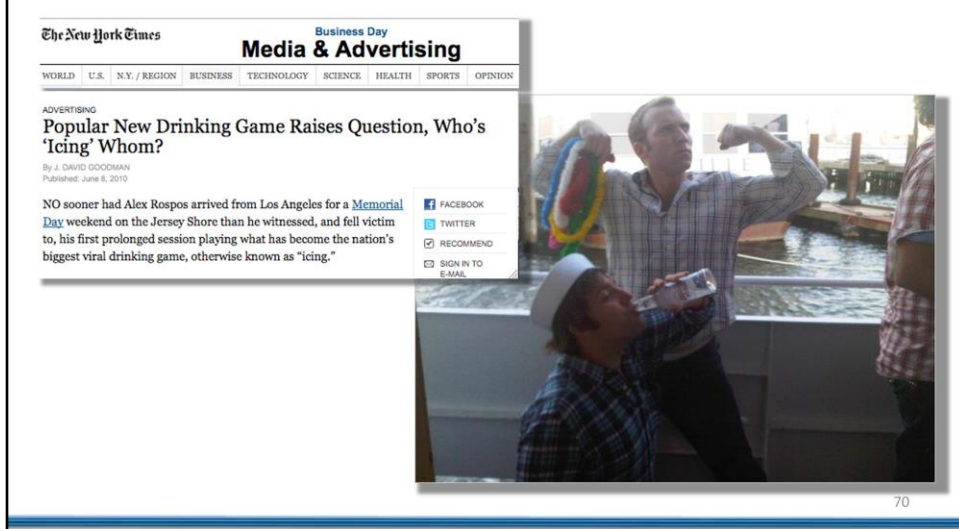 The New York Times
Business Day
Media & Advertising
WORLD U.S. N.Y. / REGION BUSINESS TECHNOLOGY SCIENCE HEALTH SPORTS OPINION
ADVERTISING
Popular New Drinking Game Raises Question, Who's
'Icing' Whom?
By J. DAVID GOODMAN
Published: June 8, 2010
NO sooner had Alex Rospos arrived from Los Angeles for a Memorial
Day weekend on the Jersey Shore than he witnessed, and fell victim
to, his first prolonged session playing what has become the nation's
biggest viral drinking game, otherwise known as "icing."
FACEBOOK
TWITTER
RECOMMEND
SIGN IN TO
E-MAIL
70